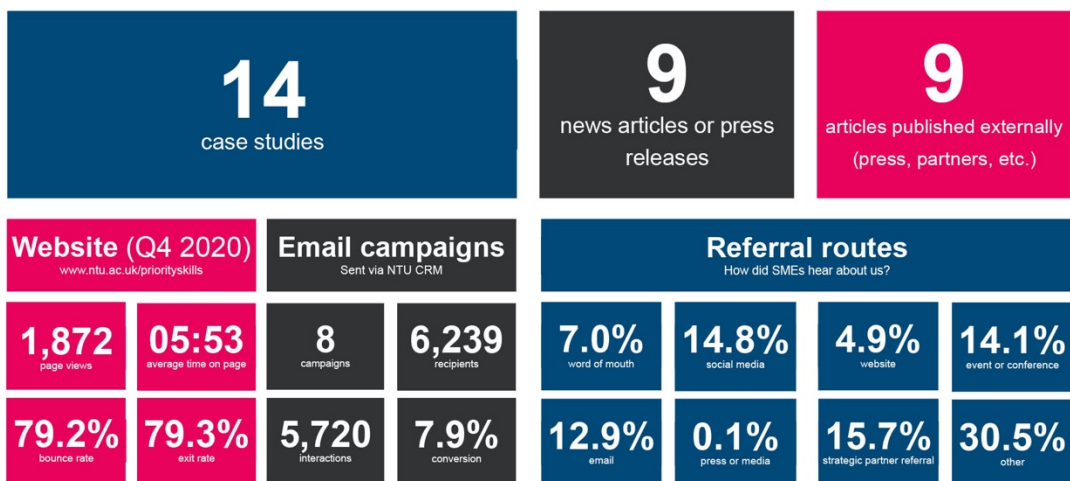 14
case studies
9
news articles or press
releases
9
articles published externally
(press, partners, etc.)
Website (Q4 2020)
www.ntu.ac.uk/priorityskills
1,872
page views
05:53
average time on page
79.2%
bounce rate
79.3%
exit rate
Email campaigns
Sent via NTU CRM
8
campaigns
6,239
recipients
5,720
interactions
7.9%
conversion
Referral routes
How did SMEs hear about us?
7.0%
word of mouth
14.8%
social media
4.9%
website
14.1%
event or conference
12.9%
email
0.1%
press or media
15.7%
strategic partner referral
30.5%
other